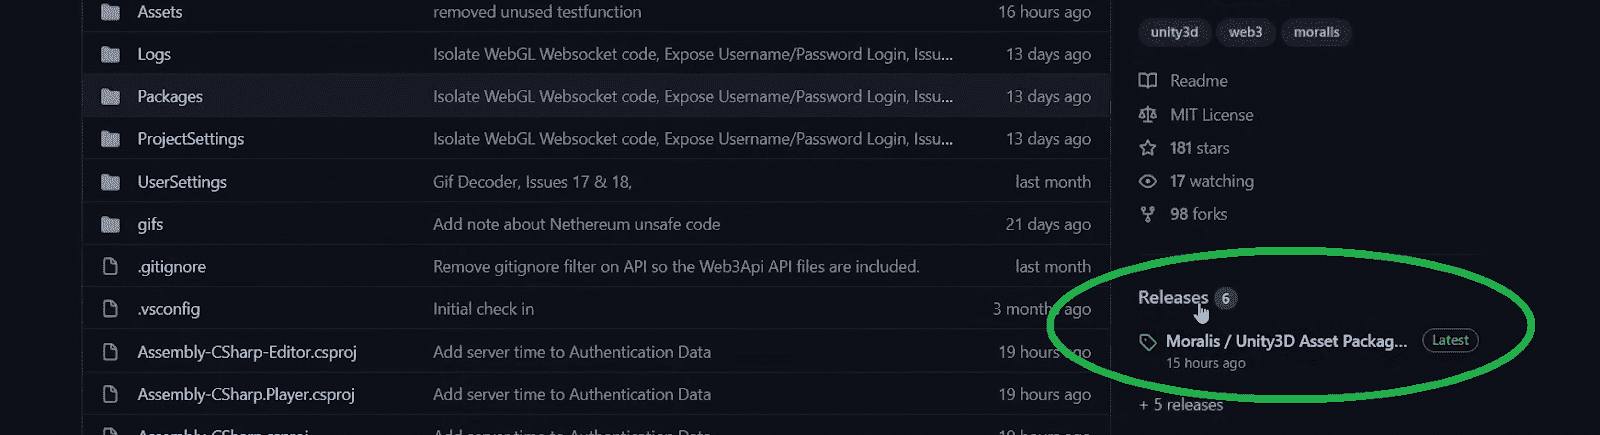 Assets removed unused testfunction 16 hours ago
Logs Isolate WebGL Websocket code, Expose Username/Password Login, Issu... 13 days ago
Packages Isolate WebGL Websocket code, Expose Username/Password Login, Issu... 13 days ago
ProjectSettings Isolate WebGL Websocket code, Expose Username/Password Login, Issu... 13 days ago
UserSettings Gif Decoder, Issues 17 & 18, last month
gifs Add note about Nethereum unsafe code 21 days ago
.gitignore Remove gitignore filter on API so the Web3Api API files are included. last month
.vsconfig Initial check in 3 months ago
Assembly-CSharp-Editor.csproj Add server time to Authentication Data 19 hours ago
Assembly-CSharp.Player.csproj Add server time to Authentication Data 19 hours ago
unity3d web3 moralis
Readme
MIT License
181 stars
17 watching
98 forks
Releases 6
Moralis / Unity3D Asset Packag... Latest
15 hours ago
+ 5 releases